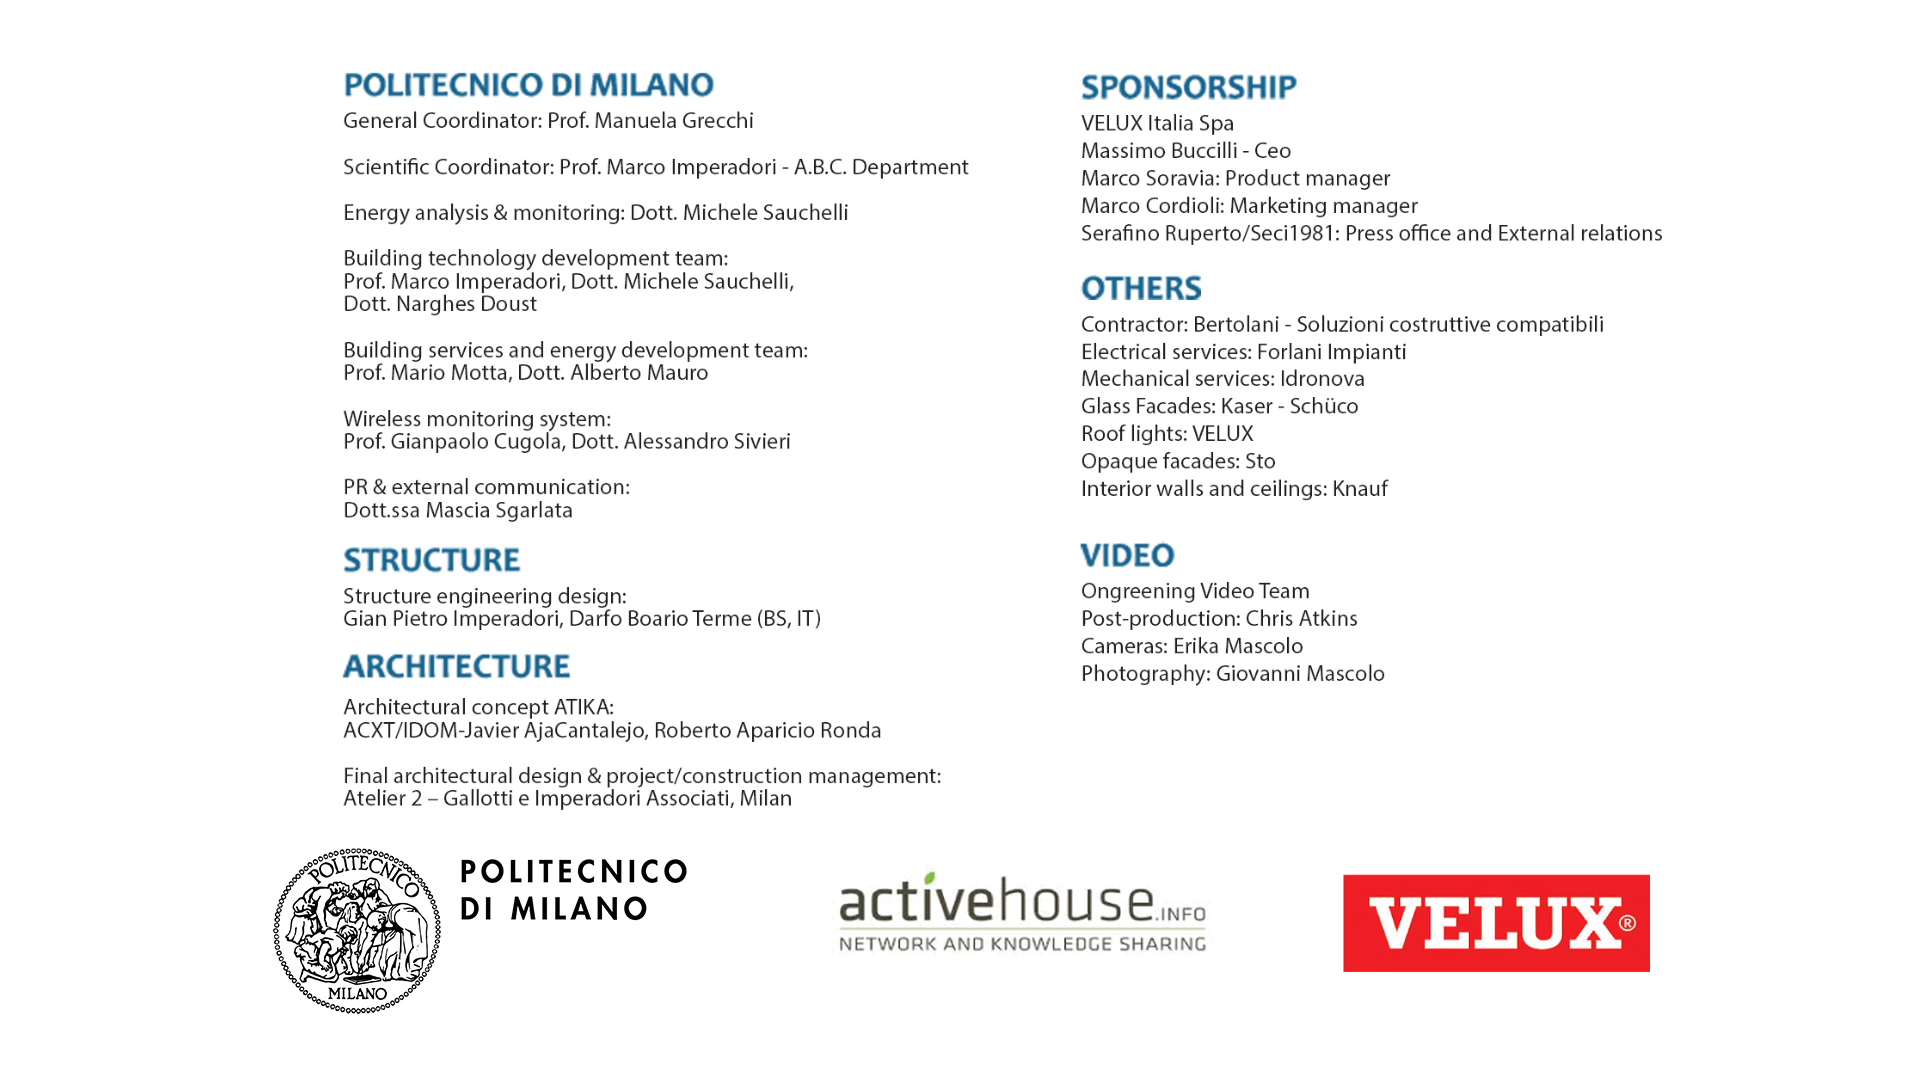 POLITECNICO DI MILANO
General Coordinator: Prof. Manuela Grecchi
Scientific Coordinator: Prof. Marco Imperadori - A.B.C. Department
Energy analysis & monitoring: Dott. Michele Sauchelli
Building technology development team:
Prof. Marco Imperadori, Dott. Michele Sauchelli,
Dott. Narghes Doust
Building services and energy development team:
Prof. Mario Motta, Dott. Alberto Mauro
Wireless monitoring system:
Prof. Gianpaolo Cugola, Dott. Alessandro Sivieri
PR & external communication:
Dott.ssa Mascia Sgarlata
STRUCTURE
Structure engineering design:
Gian Pietro Imperadori, Darfo Boario Terme (BS, IT)
ARCHITECTURE
Architectural concept ATIKA:
ACXT/IDOM-Javier AjaCantalejo, Roberto Aparicio Ronda
Final architectural design & project/construction management:
Atelier 2 – Gallotti e Imperadori Associati, Milan
SPONSORSHIP
VELUX Italia Spa
Massimo Buccilli - Ceo
Marco Soravia: Product manager
Marco Cordioli: Marketing manager
Serafino Ruperto/Seci1981: Press office and External relations
OTHERS
Contractor: Bertolani - Soluzioni costruttive compatibili
Electrical services: Forlani Impianti
Mechanical services: Idronova
Glass Facades: Kaser - Schüco
Roof lights: VELUX
Opaque facades: Sto
Interior walls and ceilings: Knauf
VIDEO
Ongreening Video Team
Post-production: Chris Atkins
Cameras: Erika Mascolo
Photography: Giovanni Mascolo
POLITECNICO
MILANO
POLITECNICO
DI MILANO
activehouse.INFO
NETWORK AND KNOWLEDGE SHARING
VELUX®